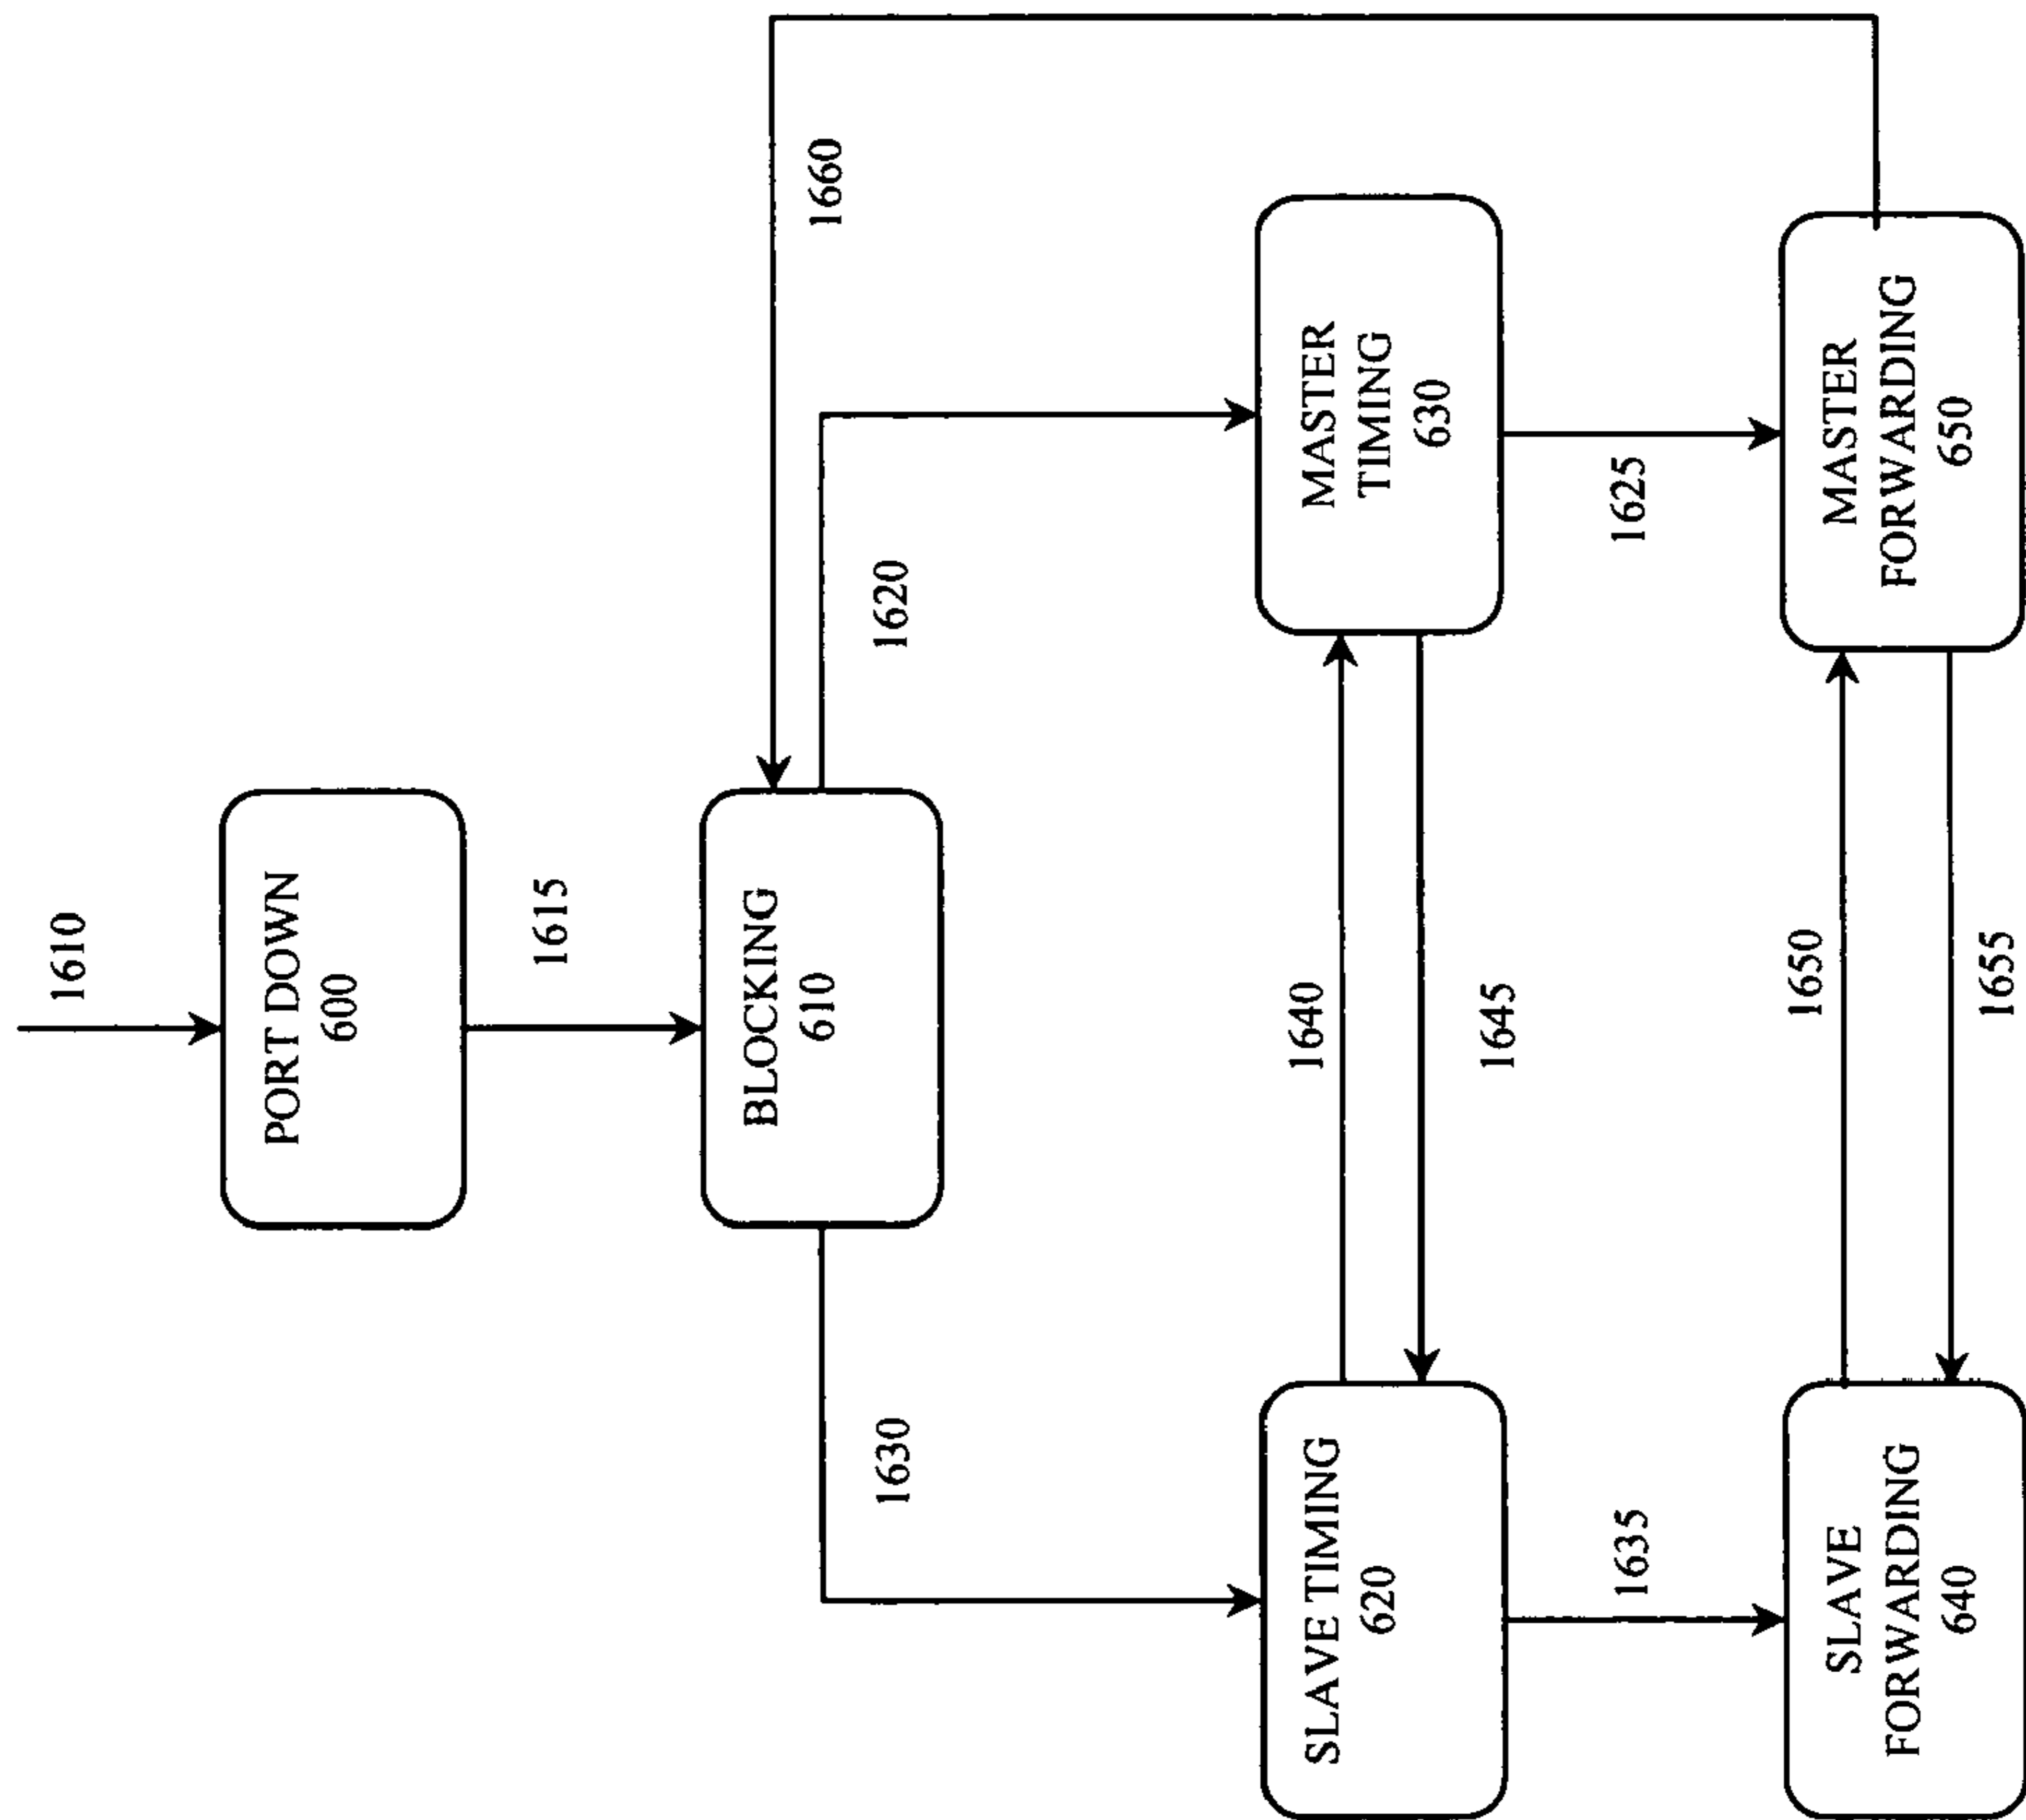 1610
PORT DOWN
600
1615
BLOCKING
610
1660
1620
1630
MASTER
TIMING
630
1640
1645
SLAVE TIMING
620
1625
1635
MASTER
FORWARDING
650
1650
1655
SLAVE
FORWARDING
640